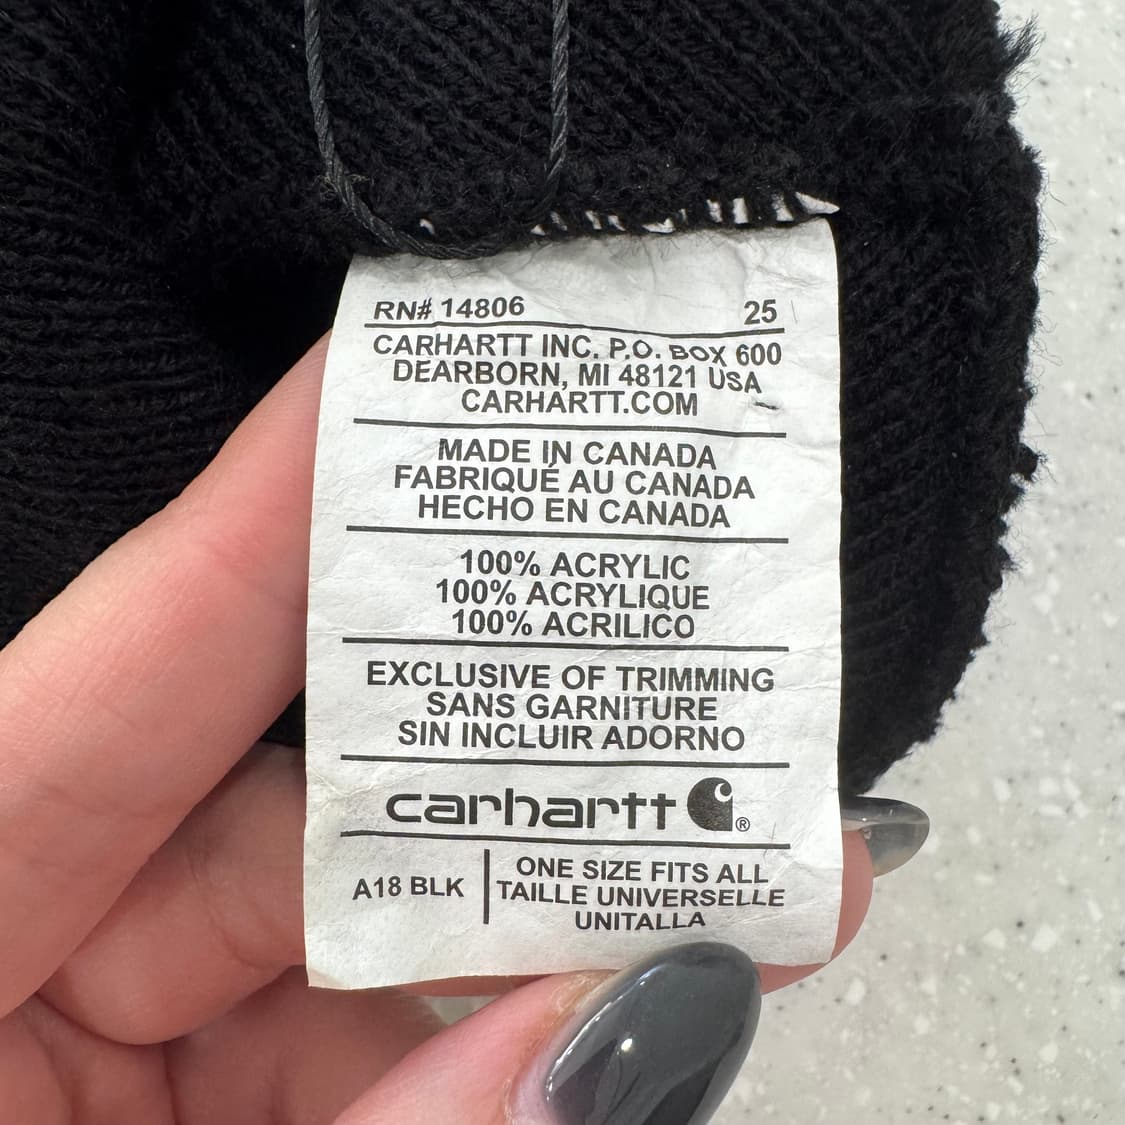 RN# 14806 25
CARHARTT INC. P.O. BOX 600
DEARBORN, MI 48121 USA
CARHARTT.COM
MADE IN CANADA
FABRIQUÉ AU CANADA
HECHO EN CANADA
100% ACRYLIC
100% ACRYLIQUE
100% ACRILICO
EXCLUSIVE OF TRIMMING
SANS GARNITURE
SIN INCLUIR ADORNO
carhartt ®
A18 BLK
ONE SIZE FITS ALL
TAILLE UNIVERSELLE
UNITALLA